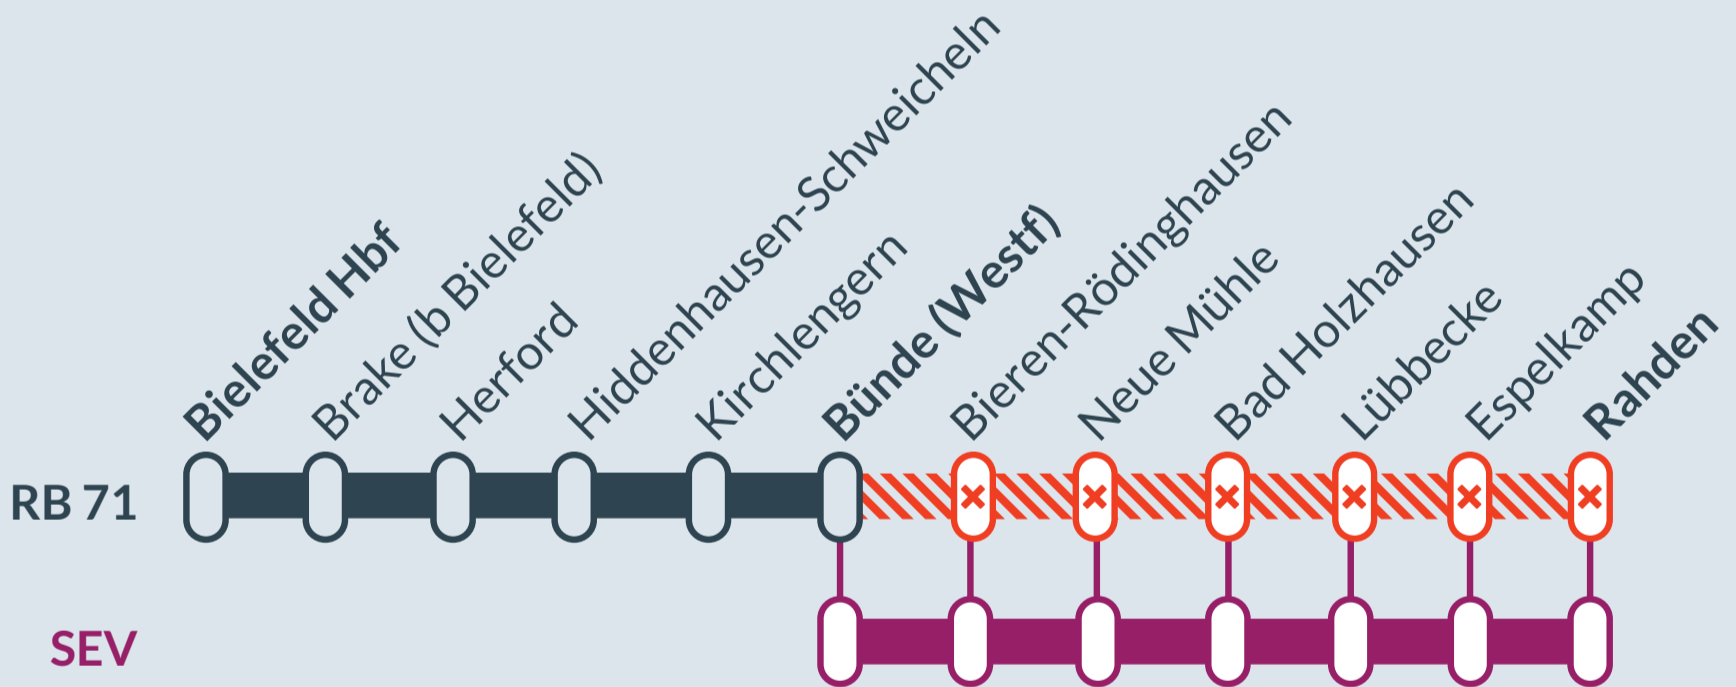 Bielefeld Hbf
Brake (b Bielefeld)
Herford
Hiddenhausen-Schweicheln
Kirchlengern
Bünde (Westf)
Bieren-Rödinghausen
Neue Mühle
Bad Holzhausen
Lübbecke
Espelkamp
Rahden
RB 71
SEV